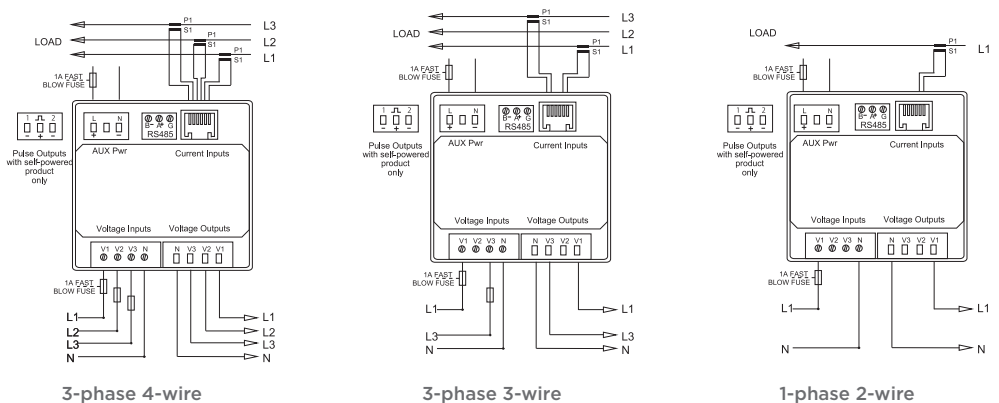 P1
S1
L3
LOAD
P1
S1
L2
P1
S1
L1
1A FAST
BLOW FUSE
1 2
- + -
Pulse Outputs
with self-powered
product
only
L N
- + -
B- A+ G
RS485
AUX Pwr
Current Inputs
Voltage Inputs
Voltage Outputs
V1 V2 V3 N
N V3 V2 V1
1A FAST
BLOW FUSE
L1
L2
L3
N
L1
L2
L3
N
3-phase 4-wire
P1
S1
L3
LOAD
L2
P1
S1
L1
1A FAST
BLOW FUSE
1 2
- + -
Pulse Outputs
with self-powered
product
only
L N
- + -
B- A+ G
RS485
AUX Pwr
Current Inputs
Voltage Inputs
Voltage Outputs
V1 V2 V3 N
N V3 V2 V1
1A FAST
BLOW FUSE
L1
L3
N
L1
L3
N
3-phase 3-wire
LOAD
P1
S1
L1
1A FAST
BLOW FUSE
1 2
- + -
Pulse Outputs
with self-powered
product
only
L N
- + -
B- A+ G
RS485
AUX Pwr
Current Inputs
Voltage Inputs
Voltage Outputs
V1 V2 V3 N
N V3 V2 V1
1A FAST
BLOW FUSE
L1
N
L1
N
1-phase 2-wire